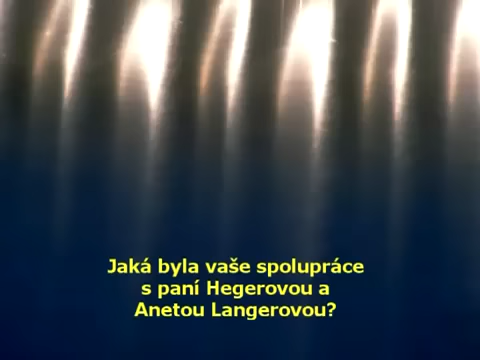 Jaká byla vaše spolupráce
s paní Hegerovou a
Anetou Langerovou?